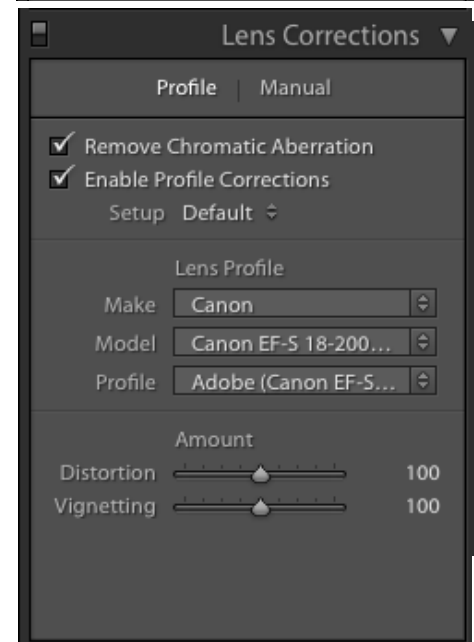 Lens Corrections
Profile | Manual
Remove Chromatic Aberration
Enable Profile Corrections
Setup Default
Lens Profile
Make Canon
Model Canon EF-S 18-200...
Profile Adobe (Canon EF-S...
Amount
Distortion 100
Vignetting 100